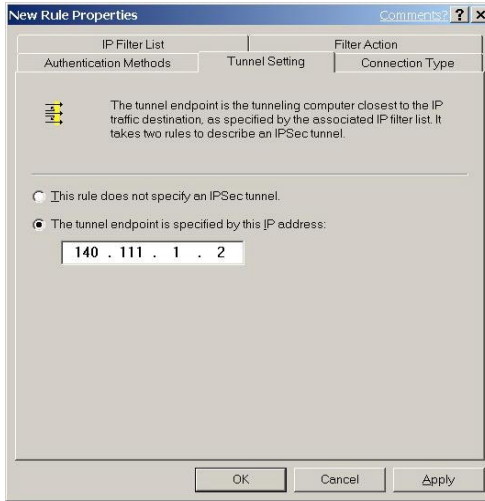 New Rule Properties Comments? ? x
IP Filter List Filter Action
Authentication Methods Tunnel Setting Connection Type
The tunnel endpoint is the tunneling computer closest to the IP
traffic destination, as specified by the associated IP filter list. It
takes two rules to describe an IPSec tunnel.
This rule does not specify an IPSec tunnel.
The tunnel endpoint is specified by this IP address:
140 . 111 . 1 . 2
OK Cancel Apply